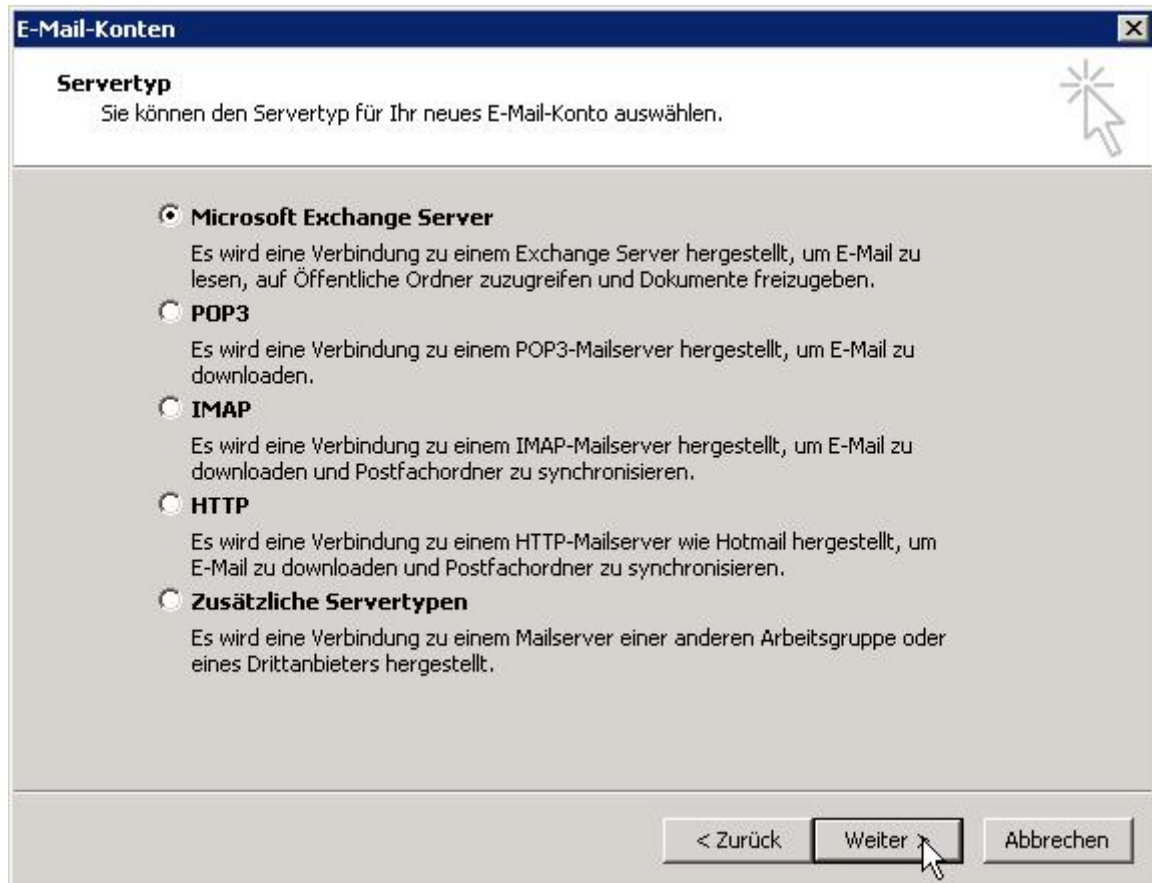 E-Mail-Konten
Servertyp
Sie können den Servertyp für Ihr neues E-Mail-Konto auswählen.
Microsoft Exchange Server
Es wird eine Verbindung zu einem Exchange Server hergestellt, um E-Mail zu
lesen, auf Öffentliche Ordner zuzugreifen und Dokumente freizugeben.
POP3
Es wird eine Verbindung zu einem POP3-Mailserver hergestellt, um E-Mail zu
downloaden.
IMAP
Es wird eine Verbindung zu einem IMAP-Mailserver hergestellt, um E-Mail zu
downloaden und Postfachordner zu synchronisieren.
HTTP
Es wird eine Verbindung zu einem HTTP-Mailserver wie Hotmail hergestellt, um
E-Mail zu downloaden und Postfachordner zu synchronisieren.
Zusätzliche Servertypen
Es wird eine Verbindung zu einem Mailserver einer anderen Arbeitsgruppe oder
eines Drittanbieters hergestellt.
< Zurück Weiter > Abbrechen